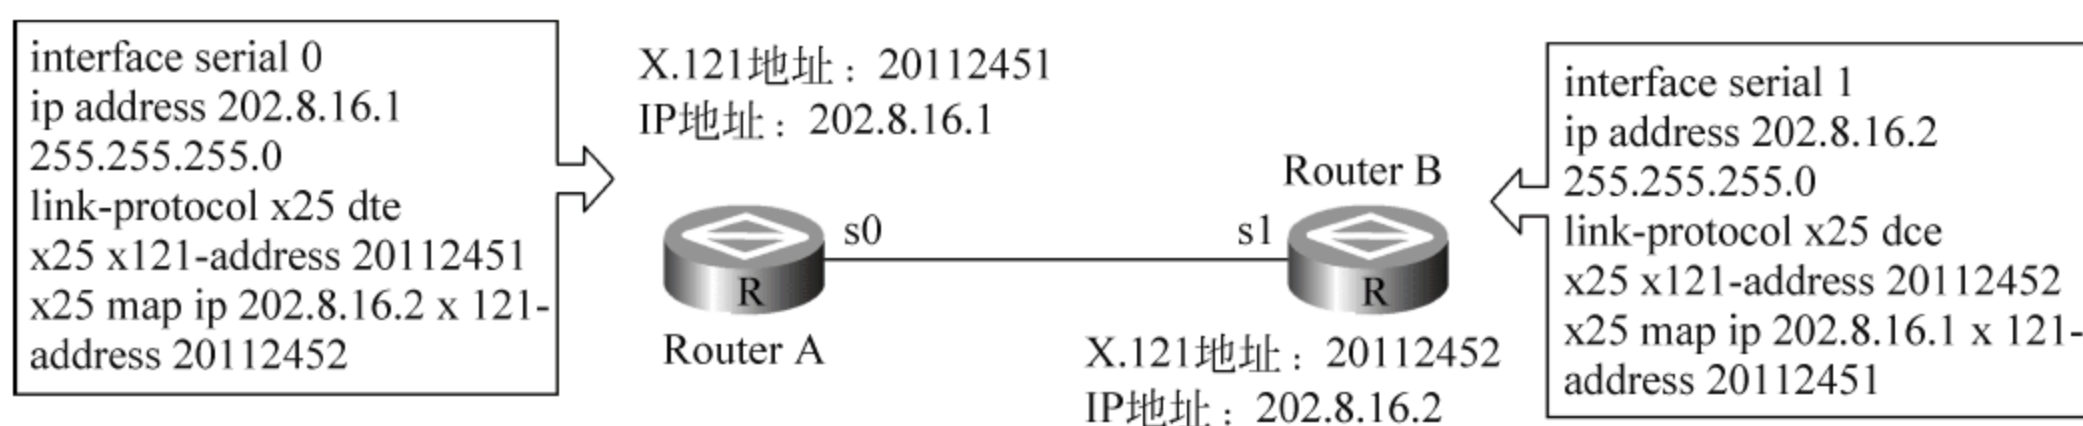 interface serial 0
ip address 202.8.16.1
255.255.255.0
link-protocol x25 dte
x25 x121-address 20112451
x25 map ip 202.8.16.2 x 121-
address 20112452
X.121地址：20112451
IP地址：202.8.16.1
s0
R
Router A
Router B
s1
R
X.121地址：20112452
IP地址：202.8.16.2
interface serial 1
ip address 202.8.16.2
255.255.255.0
link-protocol x25 dce
x25 x121-address 20112452
x25 map ip 202.8.16.1 x 121-
address 20112451